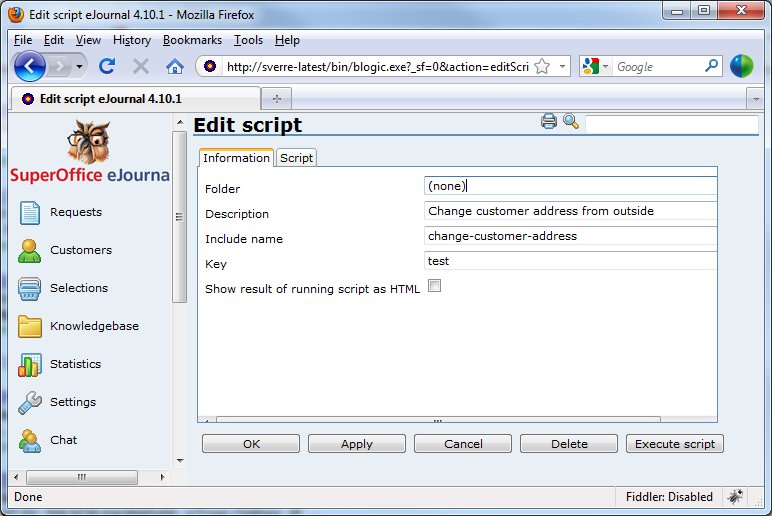 Edit script eJournal 4.10.1 - Mozilla Firefox
File Edit View History Bookmarks Tools Help
http://sverre-latest/bin/blogic.exe?_sf=0&action=editScri
Google
Edit script eJournal 4.10.1
SuperOffice eJourna
Requests
Customers
Selections
Knowledgebase
Statistics
Settings
Chat
Edit script
Information Script
Folder (none)
Description Change customer address from outside
Include name change-customer-address
Key test
Show result of running script as HTML
OK Apply Cancel Delete Execute script
Done Fiddler: Disabled